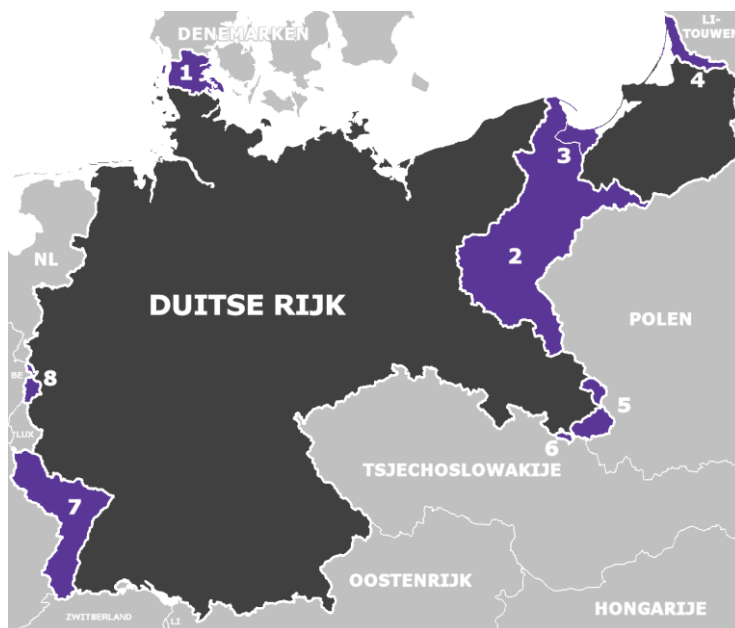 DENEMARKEN
LI-
TOUWEN
1
4
3
NL
2
DUITSE RIJK
POLEN
BE
8
5
LUX
6
TSJECHOSLOWAKIJE
7
OOSTENRIJK
ZWITSERLAND
LI
HONGARIJE